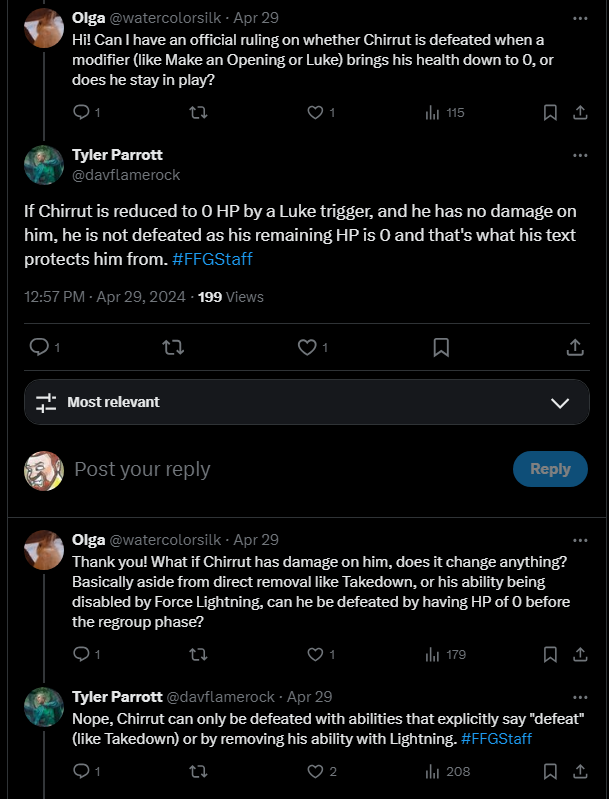 Olga @watercolorsilk · Apr 29
Hi! Can I have an official ruling on whether Chirrut is defeated when a
modifier (like Make an Opening or Luke) brings his health down to 0, or
does he stay in play?
1 1 115
Tyler Parrott
@davflamerock
If Chirrut is reduced to 0 HP by a Luke trigger, and he has no damage on
him, he is not defeated as his remaining HP is 0 and that's what his text
protects him from. #FFGStaff
12:57 PM · Apr 29, 2024 · 199 Views
1 1
Most relevant
Post your reply
Reply
Olga @watercolorsilk · Apr 29
Thank you! What if Chirrut has damage on him, does it change anything?
Basically aside from direct removal like Takedown, or his ability being
disabled by Force Lightning, can he be defeated by having HP of 0 before
the regroup phase?
1 1 179
Tyler Parrott @davflamerock · Apr 29
Nope, Chirrut can only be defeated with abilities that explicitly say "defeat"
(like Takedown) or by removing his ability with Lightning. #FFGStaff
1 2 208